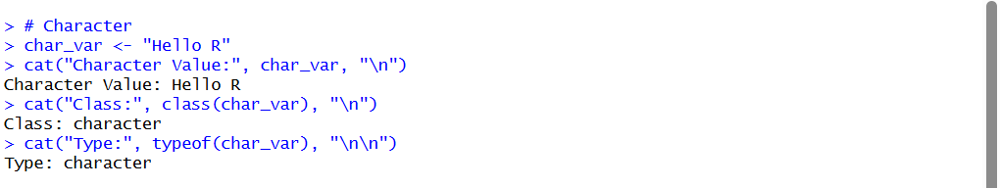 > # Character
> char_var <- "Hello R"
> cat("Character Value:", char_var, "\n")
Character Value: Hello R
> cat("Class:", class(char_var), "\n")
Class: character
> cat("Type:", typeof(char_var), "\n\n")
Type: character